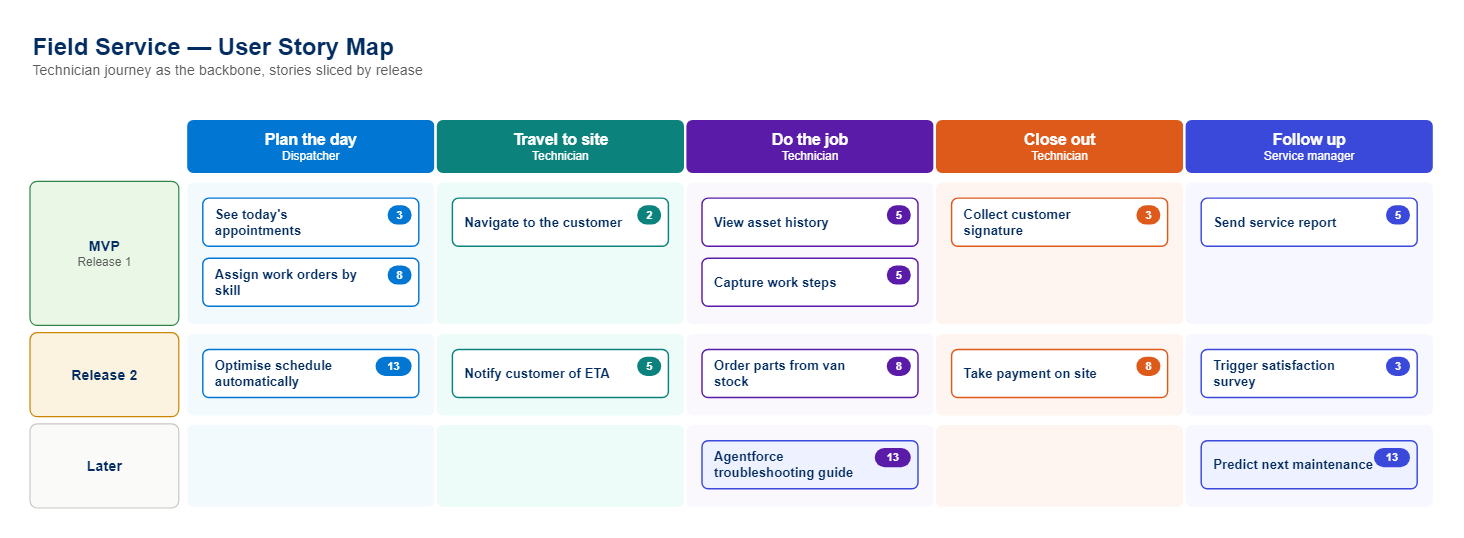 Field Service — User Story Map
Technician journey as the backbone, stories sliced by release
Plan the day
Dispatcher
Travel to site
Technician
Do the job
Technician
Close out
Technician
Follow up
Service manager
MVP
Release 1
See today's
appointments
3
Assign work orders by
skill
8
Navigate to the customer
2
View asset history
5
Capture work steps
5
Collect customer
signature
3
Send service report
5
Release 2
Optimise schedule
automatically
13
Notify customer of ETA
5
Order parts from van
stock
8
Take payment on site
8
Trigger satisfaction
survey
3
Later
Agentforce
troubleshooting guide
13
Predict next maintenance
13